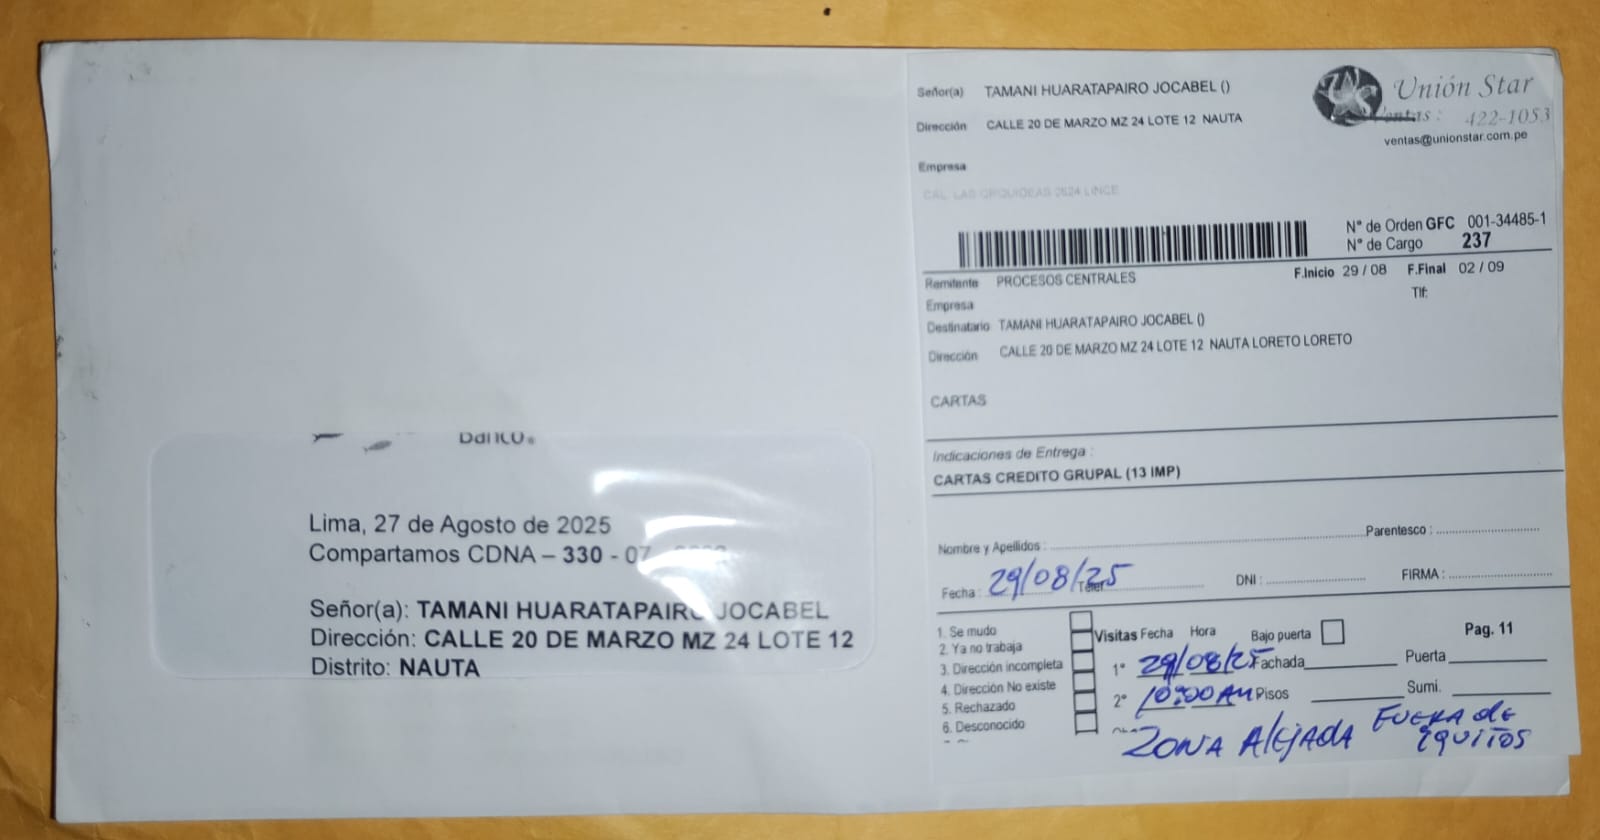 Señor(a) TAMANI HUARATAPAIRO JOCABEL ()
Dirección CALLE 20 DE MARZO MZ 24 LOTE 12 NAUTA
Empresa
CAL. LAS ORQUIDEAS 2624 LINCE
Unión Star
Ventas : 422-1053
ventas@unionstar.com.pe
N° de Orden GFC 001-34485-1
N° de Cargo 237
Remitente PROCESOS CENTRALES
F.Inicio 29 / 08 F.Final 02 / 09
Empresa
Tlf:
Destinatario TAMANI HUARATAPAIRO JOCABEL ()
Dirección CALLE 20 DE MARZO MZ 24 LOTE 12 NAUTA LORETO LORETO
CARTAS
Indicaciones de Entrega :
CARTAS CREDITO GRUPAL (13 IMP)
Nombre y Apellidos : Parentesco :
Fecha : 29/08/25 DNI : FIRMA :
1. Se mudo
2. Ya no trabaja
3. Dirección incompleta
4. Dirección No existe
5. Rechazado
6. Desconocido
Visitas Fecha Hora Bajo puerta Pag. 11
1° 29/08/25 Fachada Puerta
2° 10:00 AM Pisos Sumi.
ZONA AlEJADA FUERA de
IQUITOS
banco
Lima, 27 de Agosto de 2025
Compartamos CDNA – 330 - 07
Señor(a): TAMANI HUARATAPAIRO JOCABEL
Dirección: CALLE 20 DE MARZO MZ 24 LOTE 12
Distrito: NAUTA